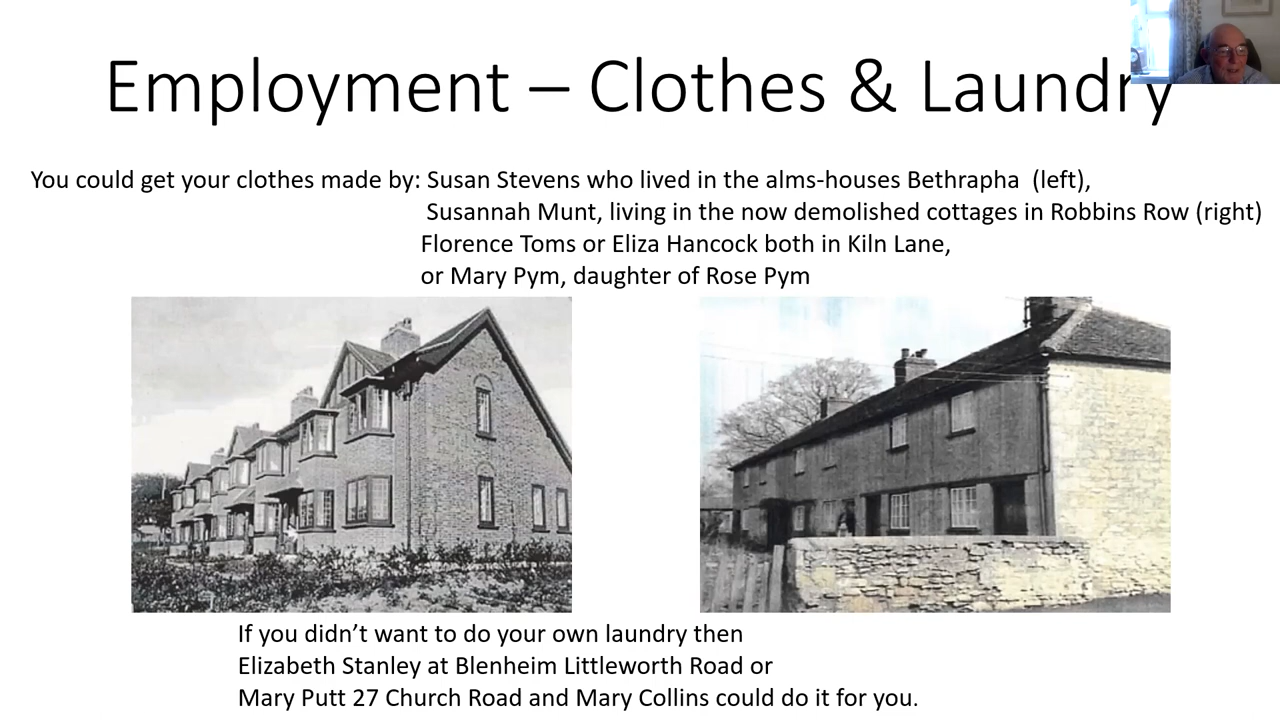 Employment – Clothes & Laundry
You could get your clothes made by: Susan Stevens who lived in the alms-houses Bethrapha (left),
Susannah Munt, living in the now demolished cottages in Robbins Row (right)
Florence Toms or Eliza Hancock both in Kiln Lane,
or Mary Pym, daughter of Rose Pym
If you didn’t want to do your own laundry then
Elizabeth Stanley at Blenheim Littleworth Road or
Mary Putt 27 Church Road and Mary Collins could do it for you.